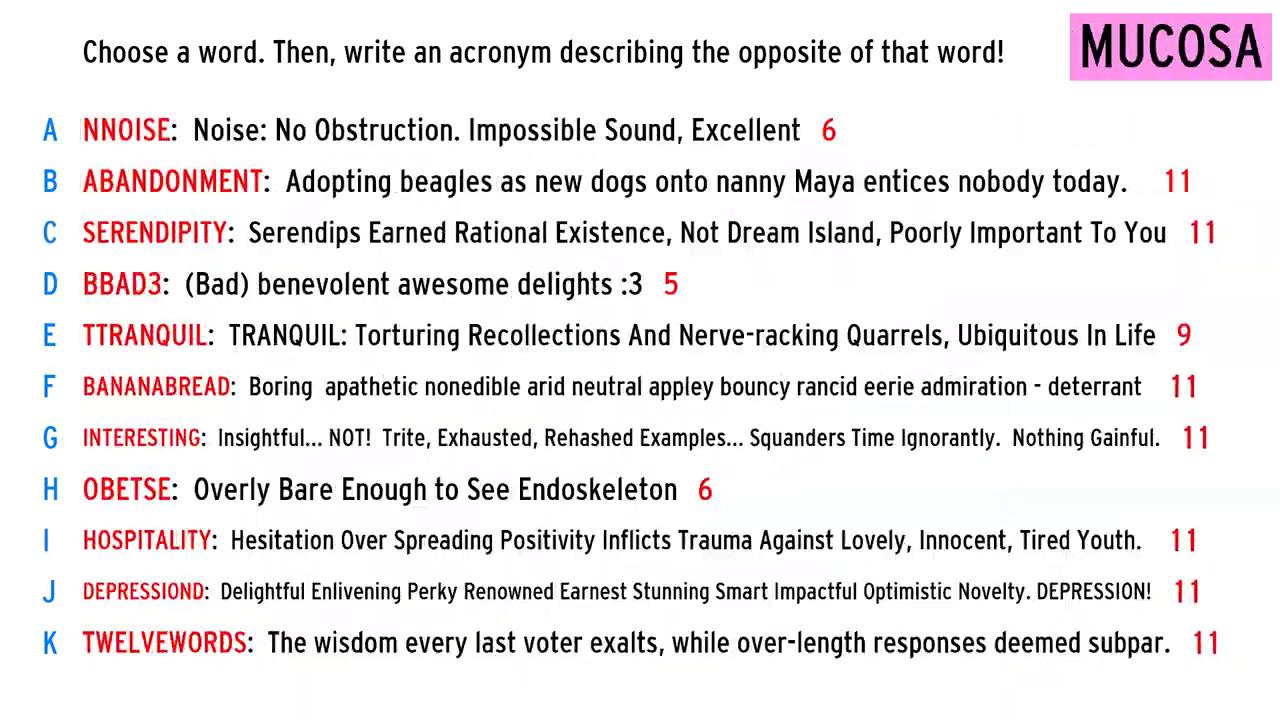 Choose a word. Then, write an acronym describing the opposite of that word!
MUCOSA
A NNOISE: Noise: No Obstruction. Impossible Sound, Excellent 6
B ABANDONMENT: Adopting beagles as new dogs onto nanny Maya entices nobody today. 11
C SERENDIPITY: Serendips Earned Rational Existence, Not Dream Island, Poorly Important To You 11
D BBAD3: (Bad) benevolent awesome delights :3 5
E TTRANQUIL: TRANQUIL: Torturing Recollections And Nerve-racking Quarrels, Ubiquitous In Life 9
F BANANABREAD: Boring apathetic nonedible arid neutral appley bouncy rancid eerie admiration - deterrant 11
G INTERESTING: Insightful... NOT! Trite, Exhausted, Rehashed Examples... Squanders Time Ignorantly. Nothing Gainful. 11
H OBETSE: Overly Bare Enough to See Endoskeleton 6
I HOSPITALITY: Hesitation Over Spreading Positivity Inflicts Trauma Against Lovely, Innocent, Tired Youth. 11
J DEPRESSIOND: Delightful Enlivening Perky Renowned Earnest Stunning Smart Impactful Optimistic Novelty. DEPRESSION! 11
K TWELVEWORDS: The wisdom every last voter exalts, while over-length responses deemed subpar. 11